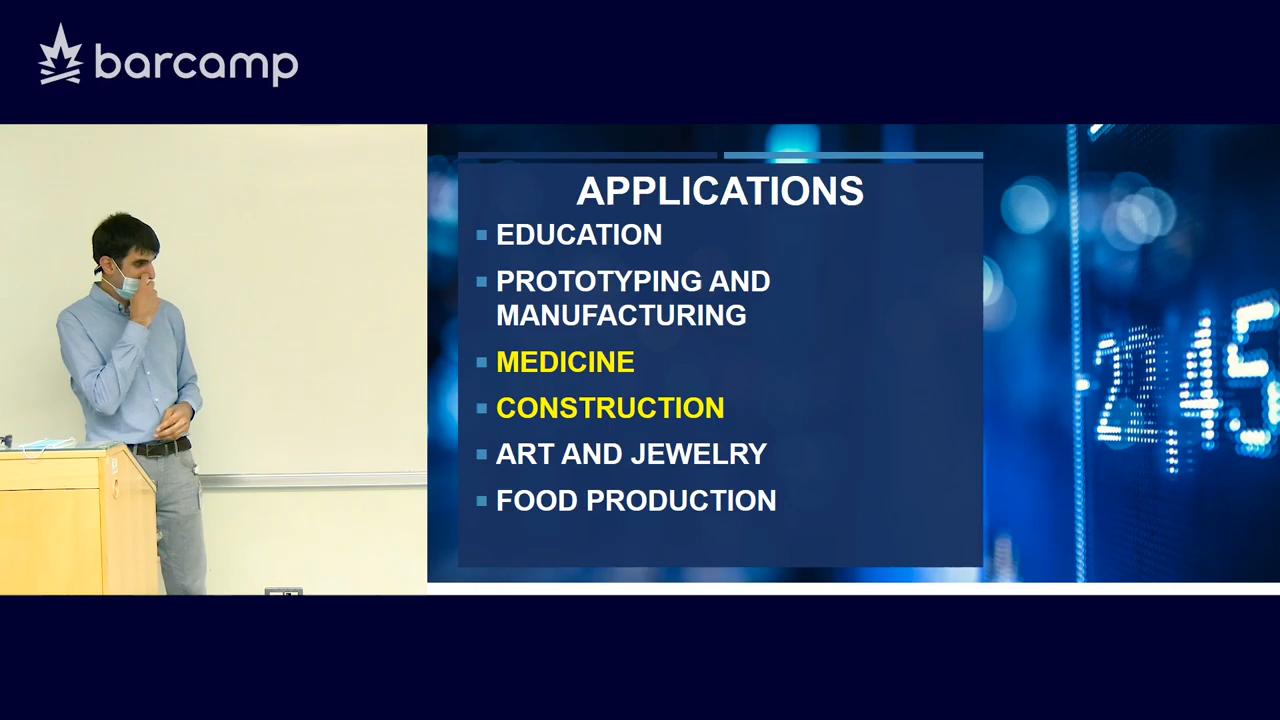 barcamp
APPLICATIONS
EDUCATION
PROTOTYPING AND
MANUFACTURING
MEDICINE
CONSTRUCTION
ART AND JEWELRY
FOOD PRODUCTION